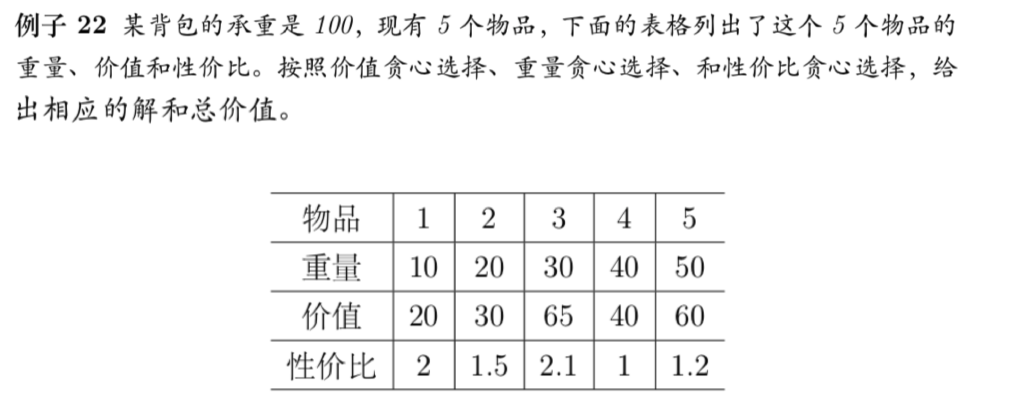 例子 22 某背包的承重是 100，现有 5 个物品，下面的表格列出了这个 5 个物品的
重量、价值和性价比。按照价值贪心选择、重量贪心选择、和性价比贪心选择，给
出相应的解和总价值。
物品 1 2 3 4 5
重量 10 20 30 40 50
价值 20 30 65 40 60
性价比 2 1.5 2.1 1 1.2